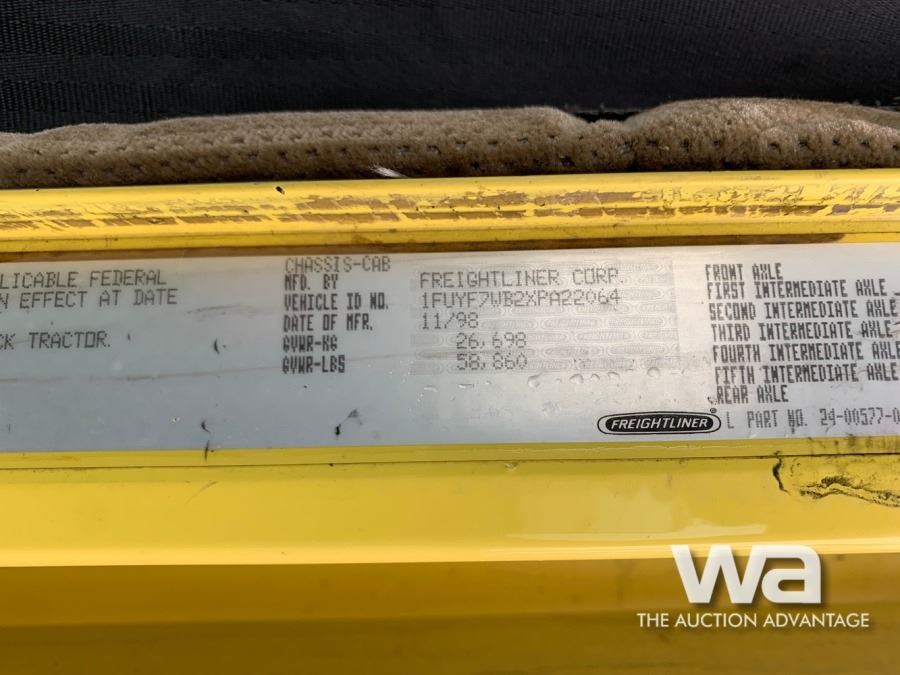 PLICABLE FEDERAL
N EFFECT AT DATE
CK TRACTOR.
CHASSIS-CAB
MFD. BY FREIGHTLINER CORP.
VEHICLE ID NO. 1FUYF7WB2XPA22064
DATE OF MFR. 11/98
GVWR-KG 26,698
GVWR-LBS 58,860
FRONT AXLE
FIRST INTERMEDIATE AXLE
SECOND INTERMEDIATE
THIRD INTERMEDIATE AXLE
FOURTH INTERMEDIATE AXLE
FIFTH INTERMEDIATE AXLE
REAR AXLE
FREIGHTLINER L PART NO. 24-00577-0
wa
THE AUCTION ADVANTAGE